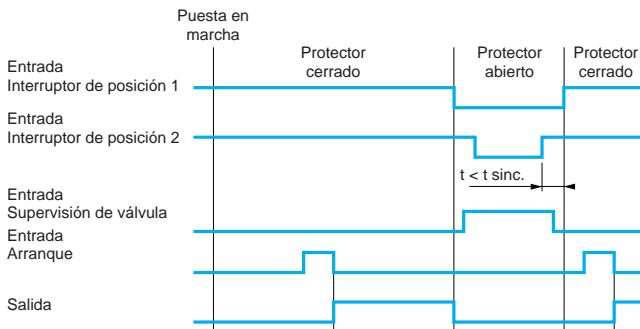 Puesta en
marcha
Protector
cerrado
Protector
abierto
Protector
cerrado
Entrada
Interruptor de posición 1
Entrada
Interruptor de posición 2
t < t sinc.
Entrada
Supervisión de válvula
Entrada
Arranque
Salida